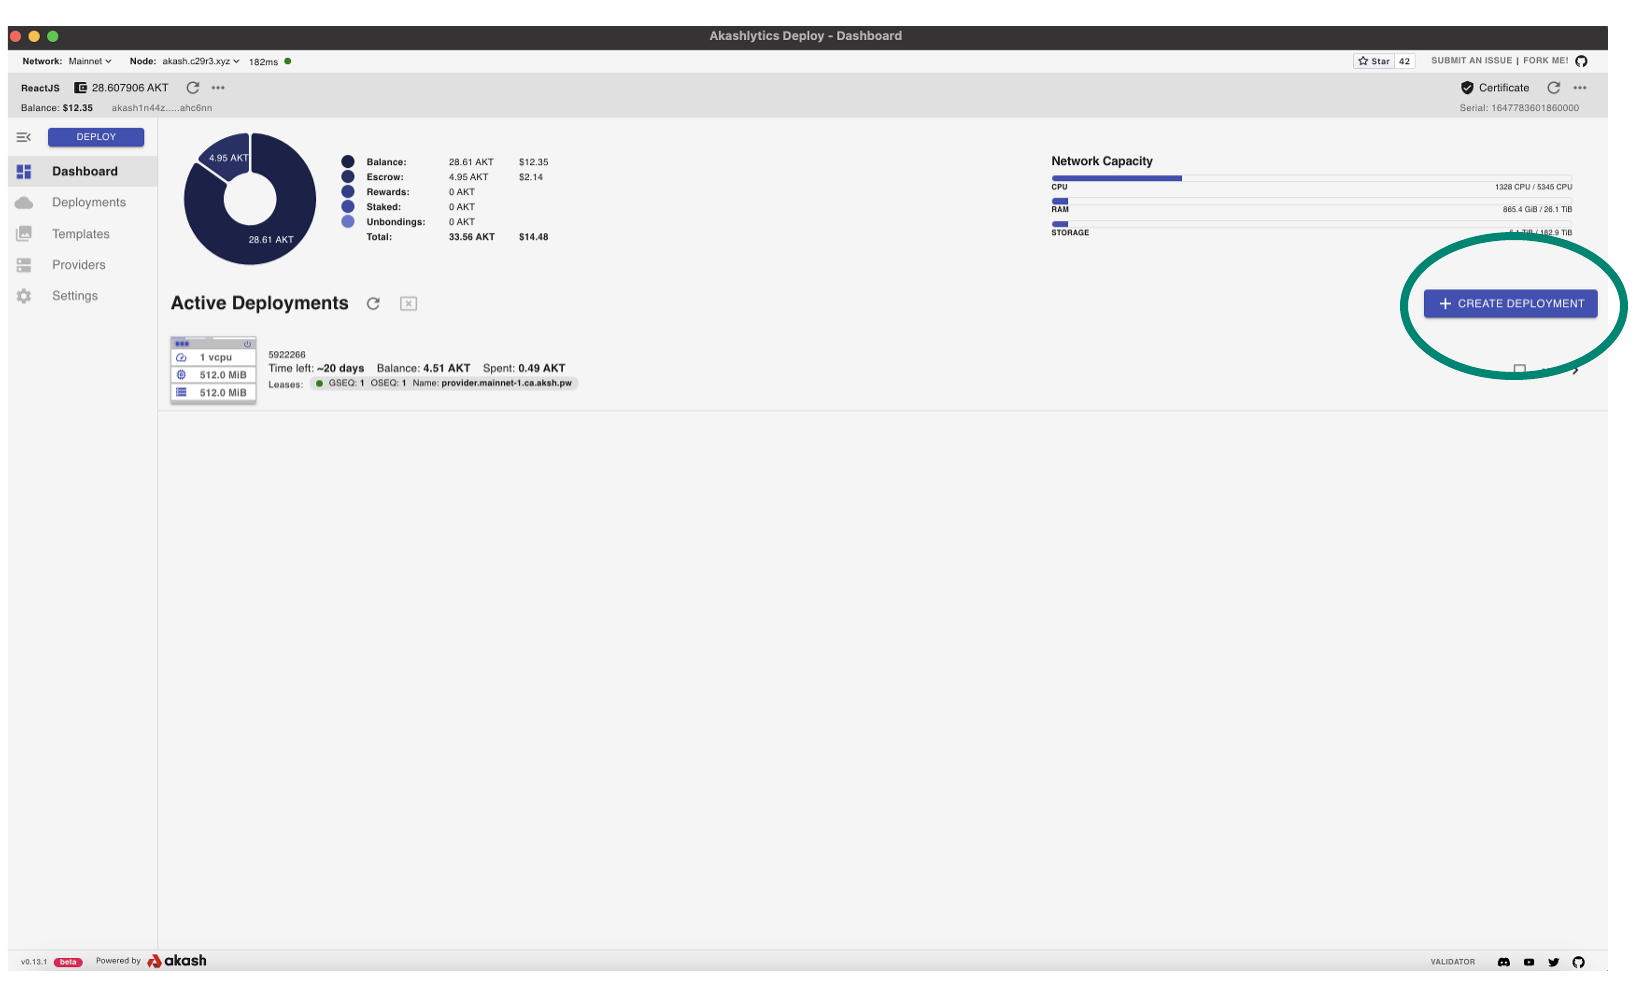 Akashlytics Deploy - Dashboard
Network: Mainnet Node: akash.c29r3.xyz 182ms
Star 42 SUBMIT AN ISSUE | FORK ME!
ReactJS 28.607906 AKT
Certificate
Balance: $12.35 akash1n44z.....ahc6nn
Serial: 1647783601860000
DEPLOY
Dashboard
Deployments
Templates
Providers
Settings
4.95 AKT
28.61 AKT
Balance: 28.61 AKT $12.35
Escrow: 4.95 AKT $2.14
Rewards: 0 AKT
Staked: 0 AKT
Unbondings: 0 AKT
Total: 33.56 AKT $14.48
Network Capacity
CPU 1328 CPU / 5345 CPU
RAM 865.4 GiB / 26.1 TiB
STORAGE TiB / 182.9 TiB
Active Deployments
+ CREATE DEPLOYMENT
1 vcpu
512.0 MiB
512.0 MiB
5922266
Time left: ~20 days Balance: 4.51 AKT Spent: 0.49 AKT
Leases: GSEQ: 1 OSEQ: 1 Name: provider.mainnet-1.ca.aksh.pw
v0.13.1 beta Powered by akash
VALIDATOR